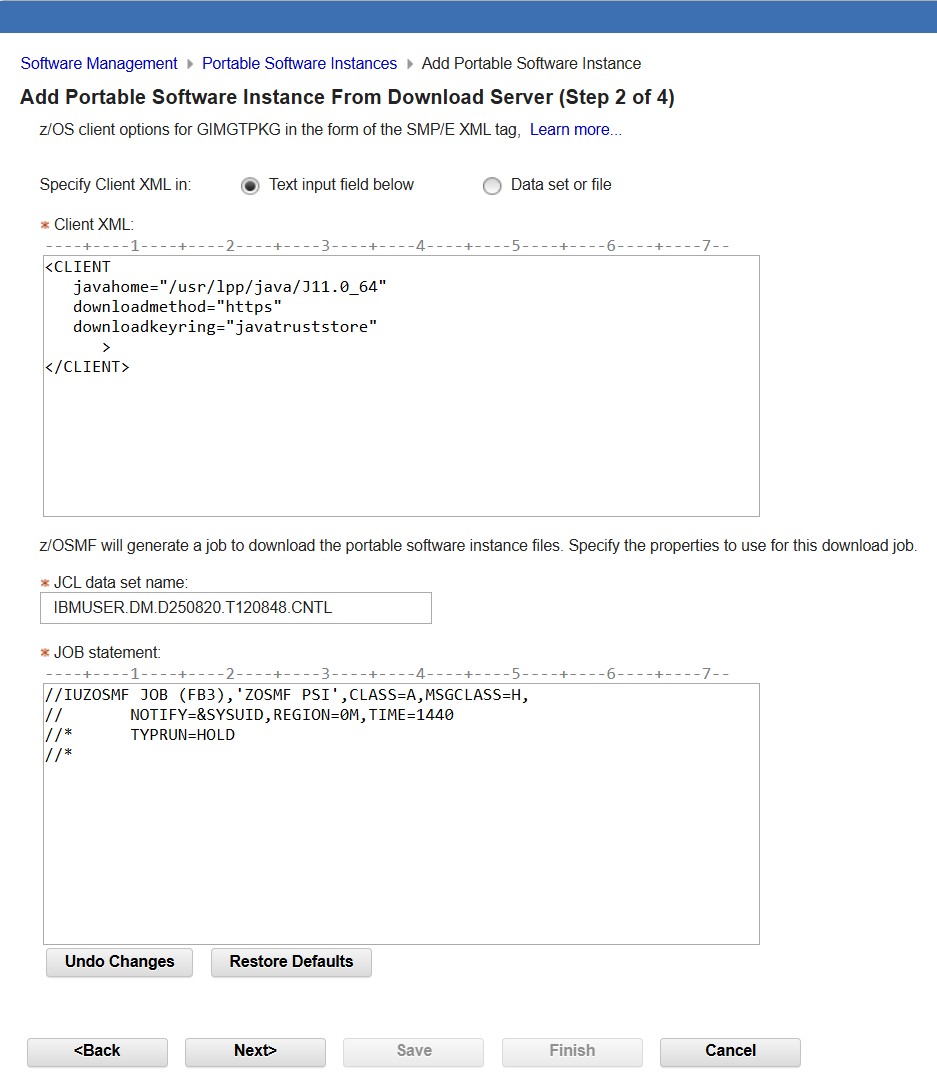 Software Management ▶ Portable Software Instances ▶ Add Portable Software Instance
Add Portable Software Instance From Download Server (Step 2 of 4)
z/OS client options for GIMGTPKG in the form of the SMP/E XML tag, Learn more...
Specify Client XML in: Text input field below Data set or file
* Client XML:
----+----1----+----2----+----3----+----4----+----5----+----6----+----7--
<CLIENT
   javahome="/usr/lpp/java/J11.0_64"
   downloadmethod="https"
   downloadkeyring="javatruststore"
      >
</CLIENT>
z/OSMF will generate a job to download the portable software instance files. Specify the properties to use for this download job.
* JCL data set name:
IBMUSER.DM.D250820.T120848.CNTL
* JOB statement:
----+----1----+----2----+----3----+----4----+----5----+----6----+----7--
//IUZOSMF JOB (FB3),'ZOSMF PSI',CLASS=A,MSGCLASS=H,
//       NOTIFY=&SYSUID,REGION=0M,TIME=1440
//*      TYPRUN=HOLD
//*
Undo Changes Restore Defaults
<Back Next> Save Finish Cancel